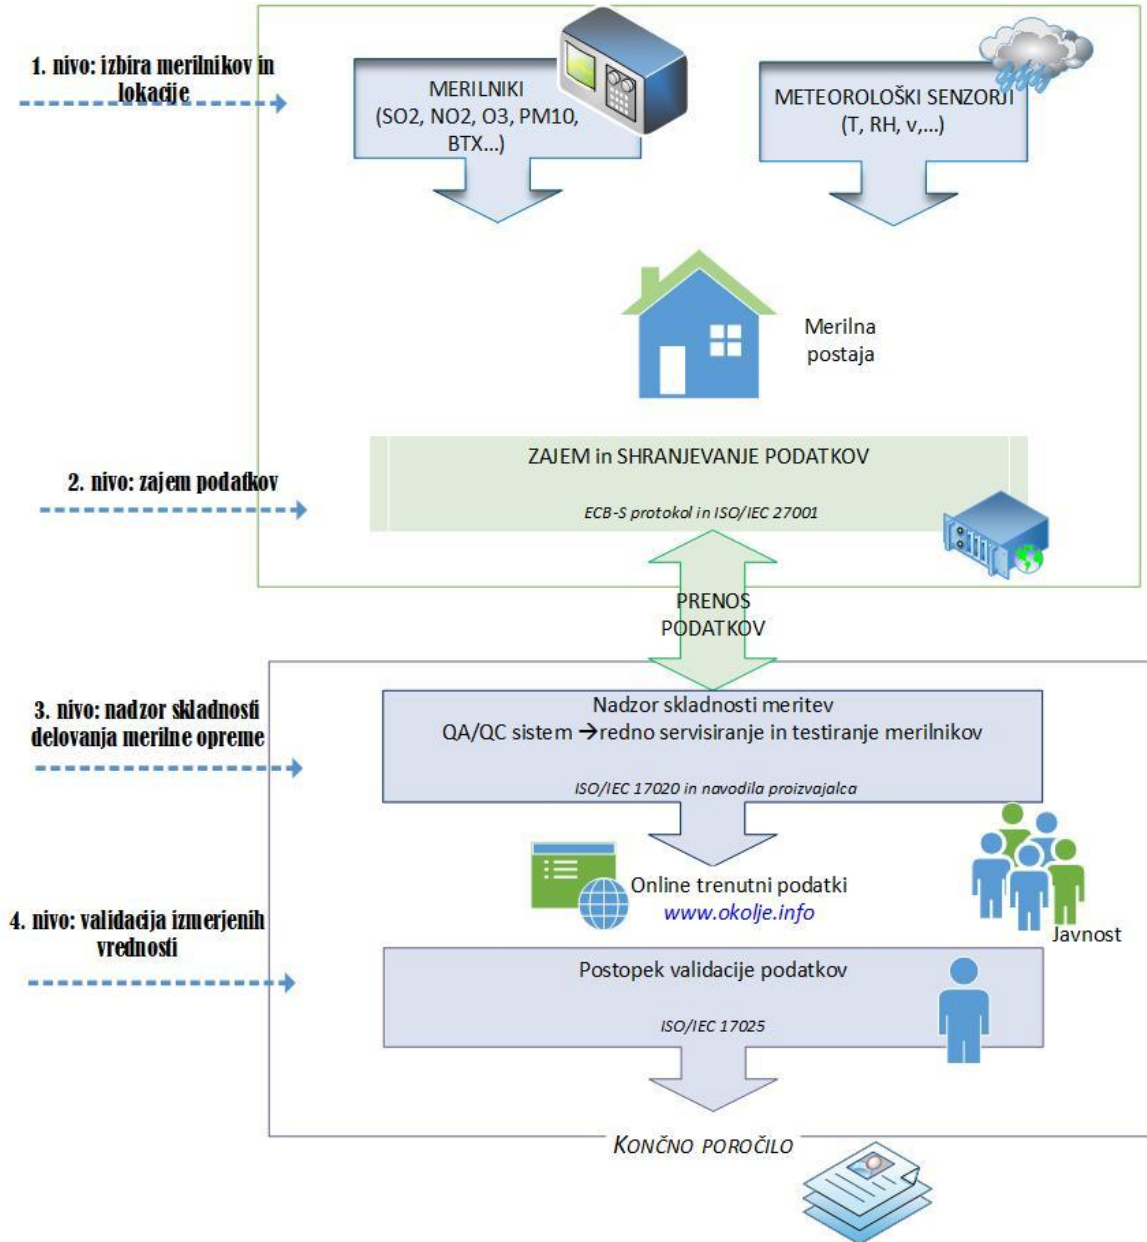 1. nivo: izbira merilnikov in
lokacije
MERILNIKI
(SO2, NO2, O3, PM10,
BTX...)
METEOROLOŠKI SENZORJI
(T, RH, v,...)
Merilna
postaja
2. nivo: zajem podatkov
ZAJEM in SHRANJEVANJE PODATKOV
ECB-S protokol in ISO/IEC 27001
PRENOS
PODATKOV
3. nivo: nadzor skladnosti
delovanja merilne opreme
Nadzor skladnosti meritev
QA/QC sistem →redno servisiranje in testiranje merilnikov
ISO/IEC 17020 in navodila proizvajalca
Online trenutni podatki
www.okolje.info
Javnost
4. nivo: validacija izmerjenih
vrednosti
Postopek validacije podatkov
ISO/IEC 17025
KONČNO POROČILO